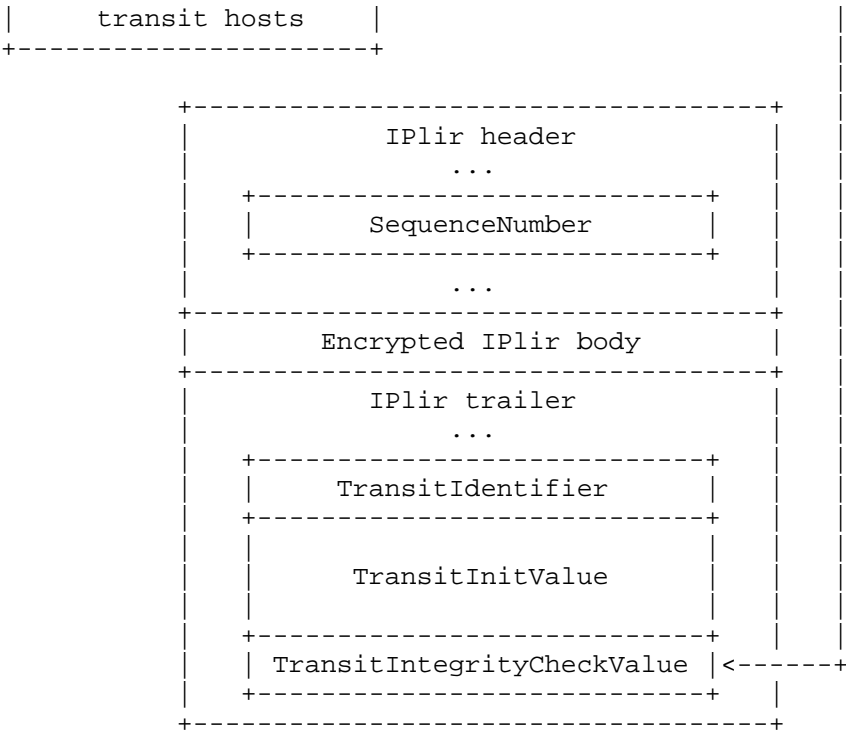 transit hosts
IPlir header
...
SequenceNumber
...
Encrypted IPlir body
IPlir trailer
...
TransitIdentifier
TransitInitValue
TransitIntegrityCheckValue